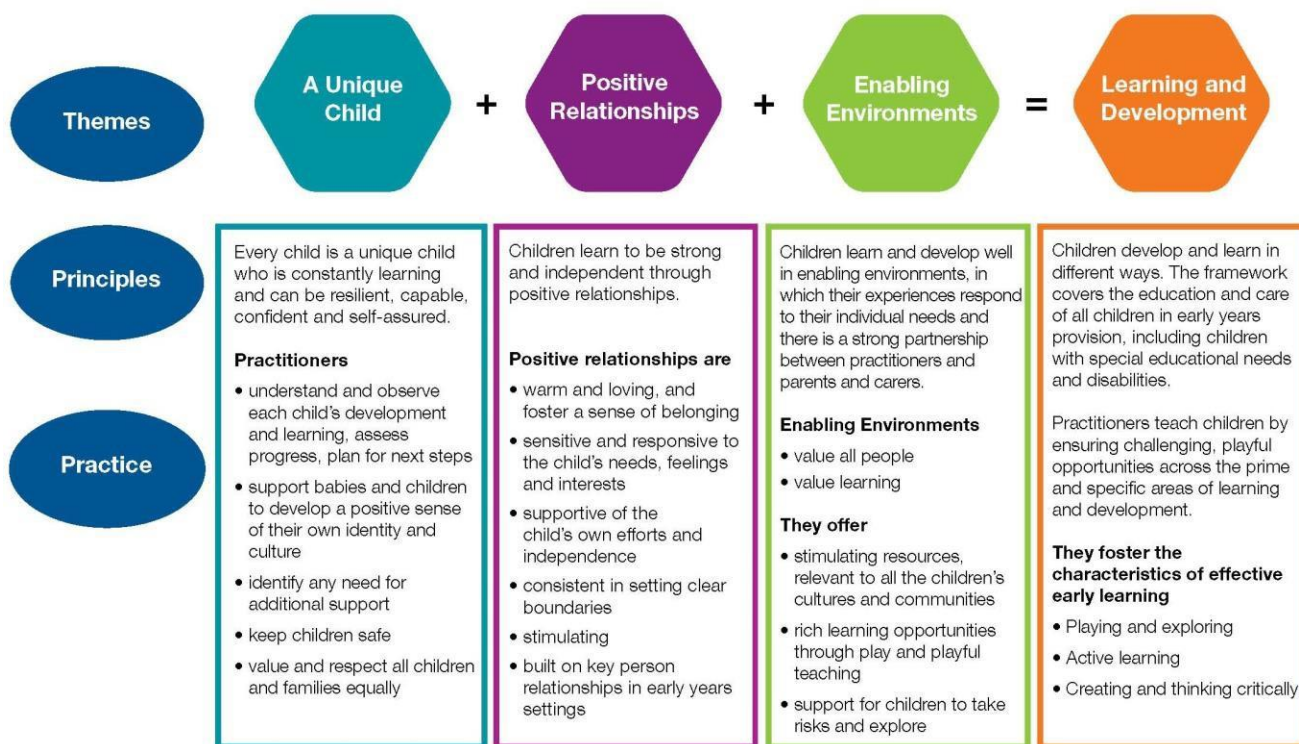 Themes
A Unique
Child
+
Positive
Relationships
+
Enabling
Environments
=
Learning and
Development
Principles
Practice
Every child is a unique child
who is constantly learning
and can be resilient, capable,
confident and self-assured.
Practitioners
• understand and observe
each child's development
and learning, assess
progress, plan for next steps
• support babies and children
to develop a positive sense
of their own identity and
culture
• identify any need for
additional support
• keep children safe
• value and respect all children
and families equally
Children learn to be strong
and independent through
positive relationships.
Positive relationships are
• warm and loving, and
foster a sense of belonging
• sensitive and responsive to
the child's needs, feelings
and interests
• supportive of the
child's own efforts and
independence
• consistent in setting clear
boundaries
• stimulating
• built on key person
relationships in early years
settings
Children learn and develop well
in enabling environments, in
which their experiences respond
to their individual needs and
there is a strong partnership
between practitioners and
parents and carers.
Enabling Environments
• value all people
• value learning
They offer
• stimulating resources,
relevant to all the children's
cultures and communities
• rich learning opportunities
through play and playful
teaching
• support for children to take
risks and explore
Children develop and learn in
different ways. The framework
covers the education and care
of all children in early years
provision, including children
with special educational needs
and disabilities.
Practitioners teach children by
ensuring challenging, playful
opportunities across the prime
and specific areas of learning
and development.
They foster the
characteristics of effective
early learning
• Playing and exploring
• Active learning
• Creating and thinking critically